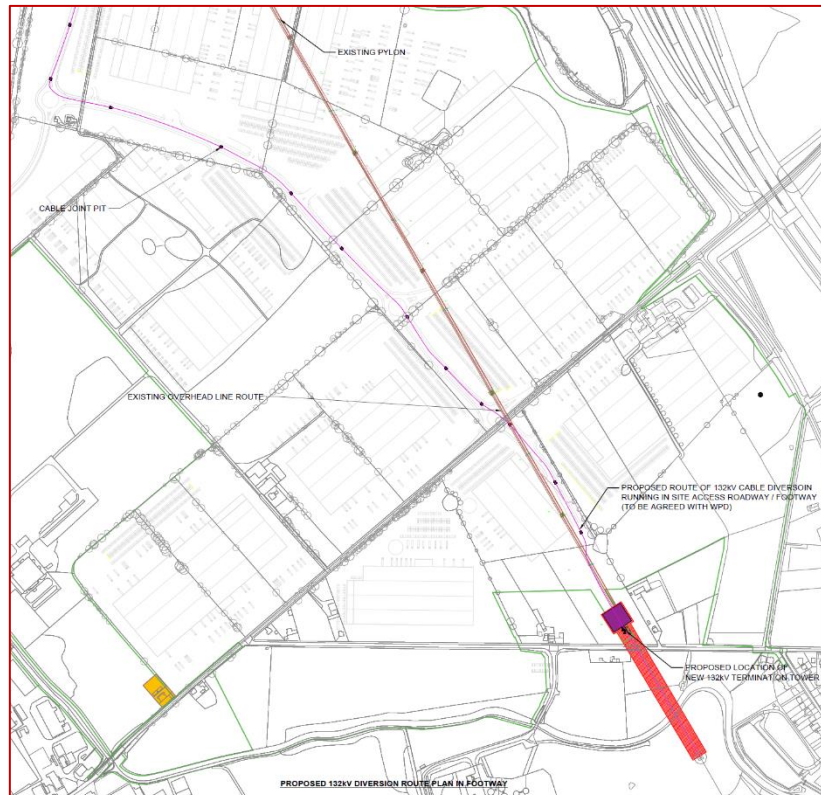 EXISTING PYLON
CABLE JOINT PIT
EXISTING OVERHEAD LINE ROUTE
PROPOSED ROUTE OF 132kV CABLE DIVERSOIN
RUNNING IN SITE ACCESS ROADWAY / FOOTWAY
(TO BE AGREED WITH WPD)
PROPOSED LOCATION OF
NEW 132kV TERMINATION TOWER
PROPOSED 132kV DIVERSION ROUTE PLAN IN FOOTWAY